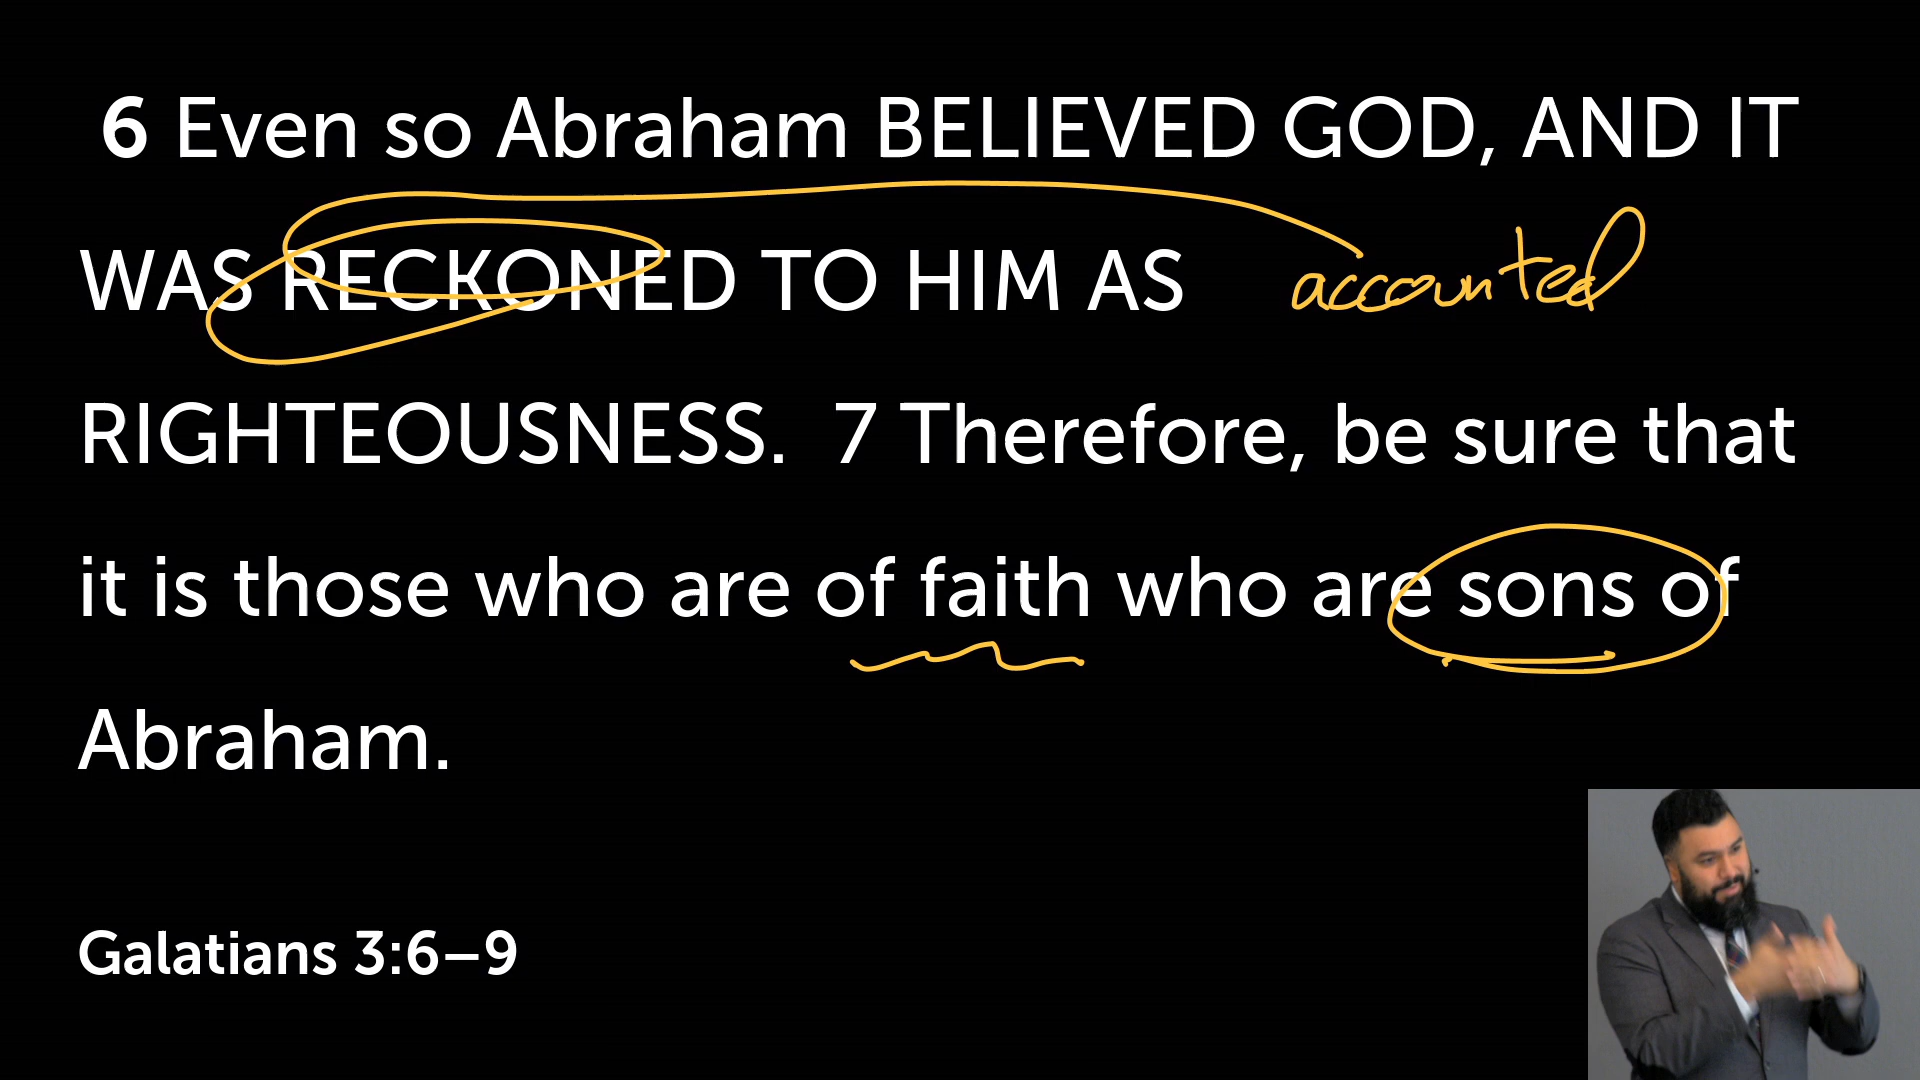 6 Even so Abraham BELIEVED GOD, AND IT
WAS RECKONED TO HIM AS accounted
RIGHTEOUSNESS. 7 Therefore, be sure that
it is those who are of faith who are sons of
Abraham.
Galatians 3:6–9